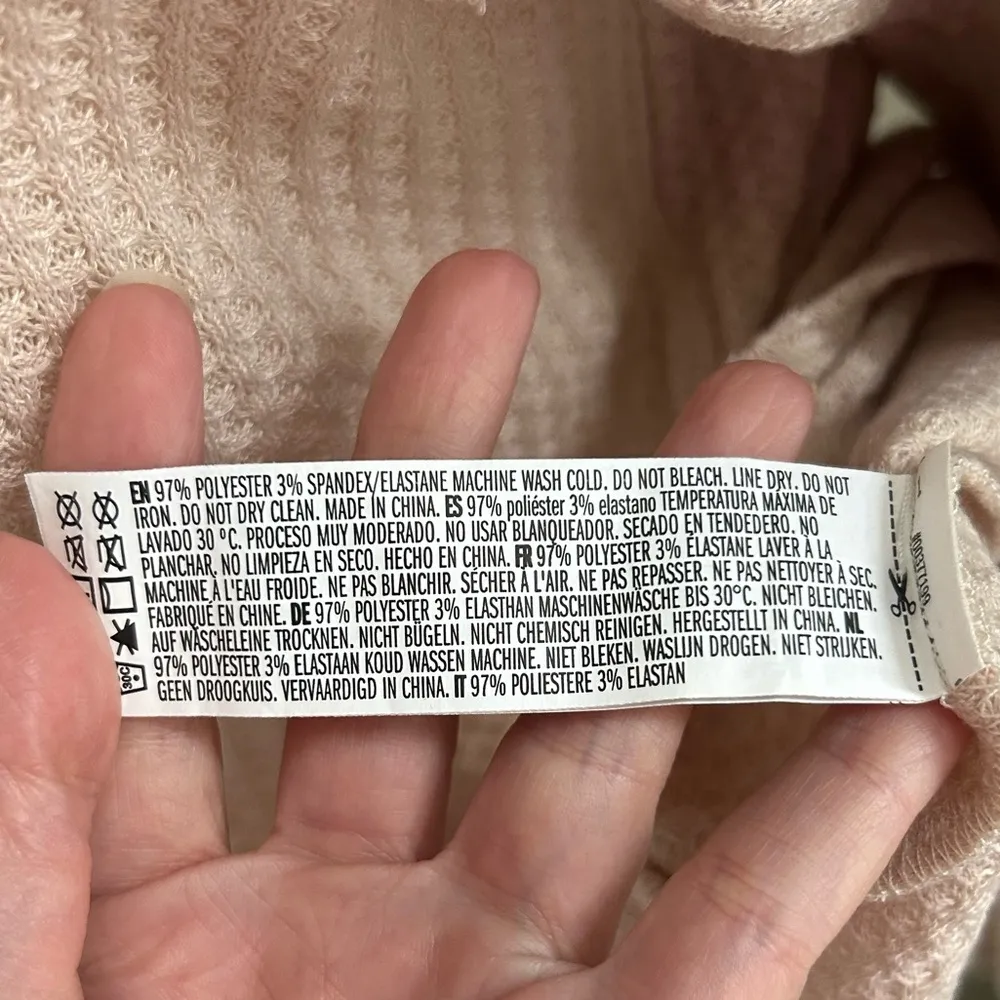 EN 97% POLYESTER 3% SPANDEX/ELASTANE MACHINE WASH COLD. DO NOT BLEACH. LINE DRY. DO NOT
IRON. DO NOT DRY CLEAN. MADE IN CHINA. ES 97% poliéster 3% elastano TEMPERATURA MÁXIMA DE
LAVADO 30 ºC. PROCESO MUY MODERADO. NO USAR BLANQUEADOR. SECADO EN TENDEDERO. NO
PLANCHAR. NO LIMPIEZA EN SECO. HECHO EN CHINA. FR 97% POLYESTER 3% ÉLASTANE LAVER À LA
MACHINE À L'EAU FROIDE. NE PAS BLANCHIR. SÉCHER À L'AIR. NE PAS REPASSER. NE PAS NETTOYER À SEC.
FABRIQUÉ EN CHINE. DE 97% POLYESTER 3% ELASTHAN MASCHINENWÄSCHE BIS 30°C. NICHT BLEICHEN.
AUF WÄSCHELEINE TROCKNEN. NICHT BÜGELN. NICHT CHEMISCH REINIGEN. HERGESTELLT IN CHINA. NL
97% POLYESTER 3% ELASTAAN KOUD WASSEN MACHINE. NIET BLEKEN. WASLIJN DROGEN. NIET STRIJKEN.
GEEN DROOGKUIS. VERVAARDIGD IN CHINA. IT 97% POLIESTERE 3% ELASTAN
30C